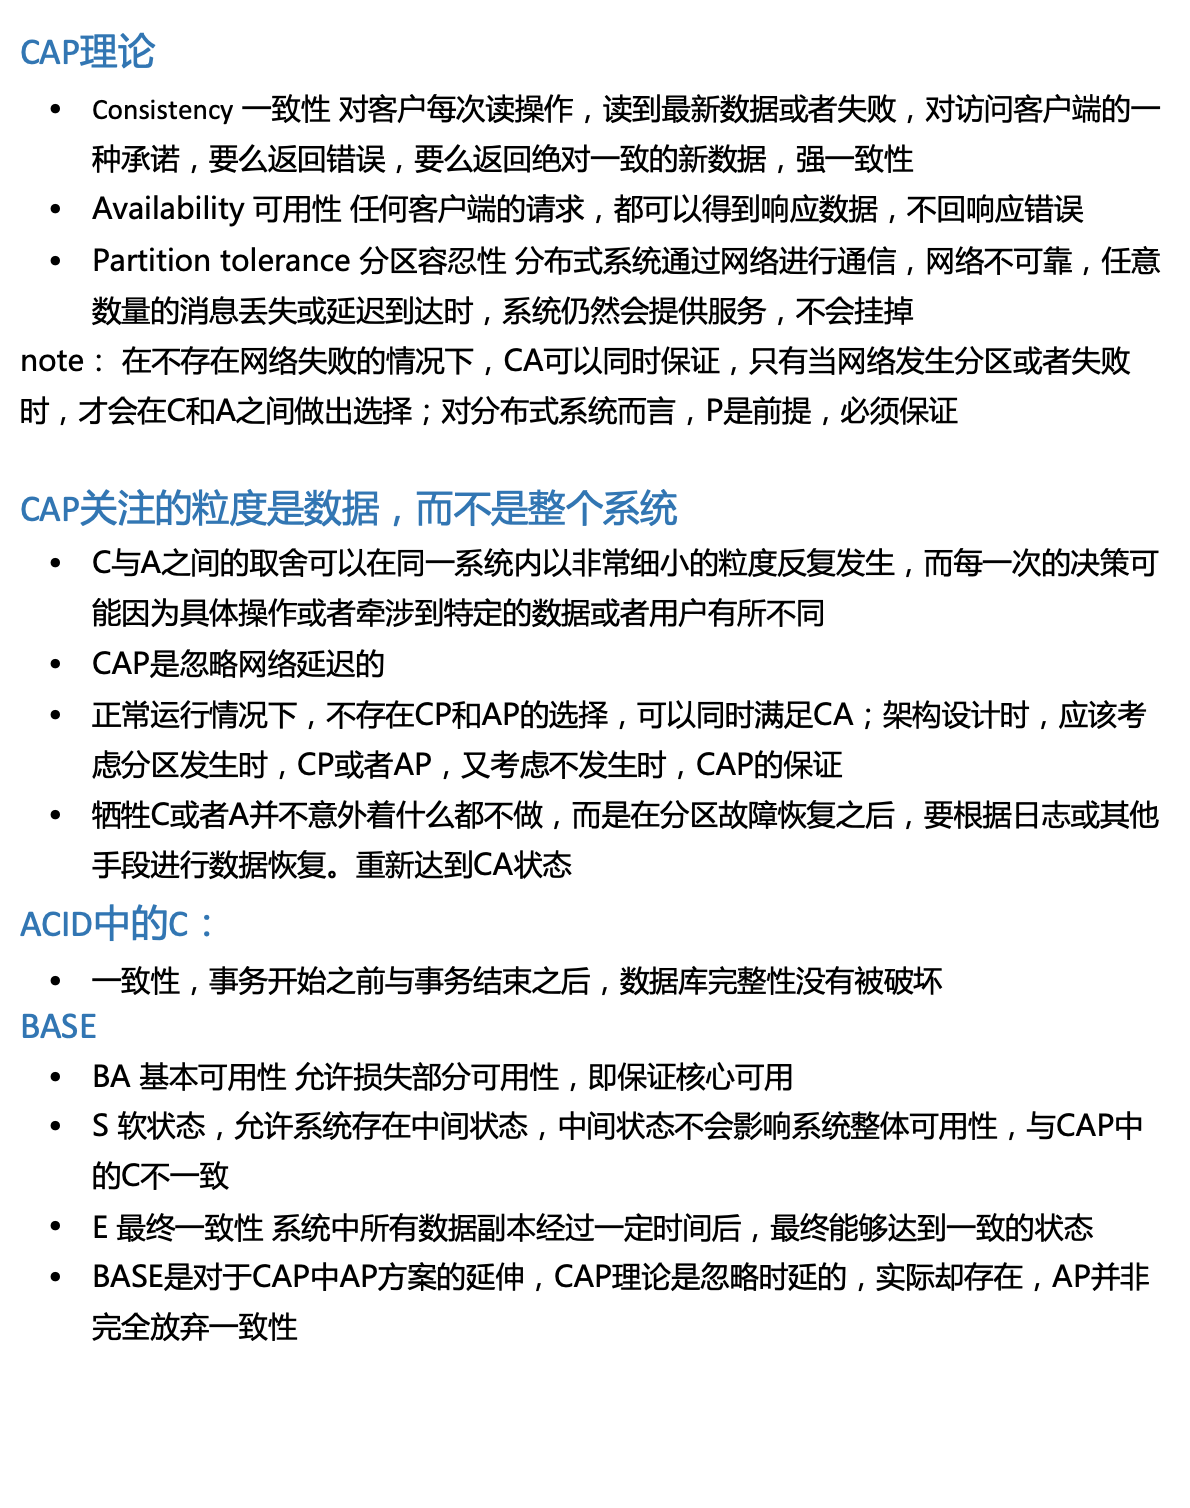 CAP理论
• Consistency 一致性 对客户每次读操作，读到最新数据或者失败，对访问客户端的一
种承诺，要么返回错误，要么返回绝对一致的新数据，强一致性
• Availability 可用性 任何客户端的请求，都可以得到响应数据，不回响应错误
• Partition tolerance 分区容忍性 分布式系统通过网络进行通信，网络不可靠，任意
数量的消息丢失或延迟到达时，系统仍然会提供服务，不会挂掉
note： 在不存在网络失败的情况下，CA可以同时保证，只有当网络发生分区或者失败
时，才会在C和A之间做出选择；对分布式系统而言，P是前提，必须保证
CAP关注的粒度是数据，而不是整个系统
• C与A之间的取舍可以在同一系统内以非常细小的粒度反复发生，而每一次的决策可
能因为具体操作或者牵涉到特定的数据或者用户有所不同
• CAP是忽略网络延迟的
• 正常运行情况下，不存在CP和AP的选择，可以同时满足CA；架构设计时，应该考
虑分区发生时，CP或者AP，又考虑不发生时，CAP的保证
• 牺牲C或者A并不意外着什么都不做，而是在分区故障恢复之后，要根据日志或其他
手段进行数据恢复。重新达到CA状态
ACID中的C：
• 一致性，事务开始之前与事务结束之后，数据库完整性没有被破坏
BASE
• BA 基本可用性 允许损失部分可用性，即保证核心可用
• S 软状态，允许系统存在中间状态，中间状态不会影响系统整体可用性，与CAP中
的C不一致
• E 最终一致性 系统中所有数据副本经过一定时间后，最终能够达到一致的状态
• BASE是对于CAP中AP方案的延伸，CAP理论是忽略时延的，实际却存在，AP并非
完全放弃一致性